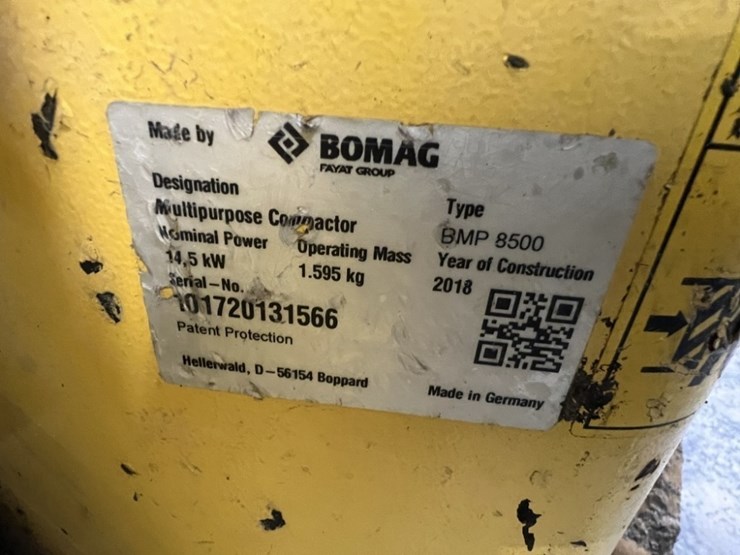 Made by
BOMAG
FAYAT GROUP
Designation
Multipurpose Compactor
Type
BMP 8500
Nominal Power
Operating Mass
14,5 kW
1.595 kg
Year of Construction
2018
Serial-No.
101720131566
Patent Protection
Hellerwald, D-56154 Boppard
Made in Germany